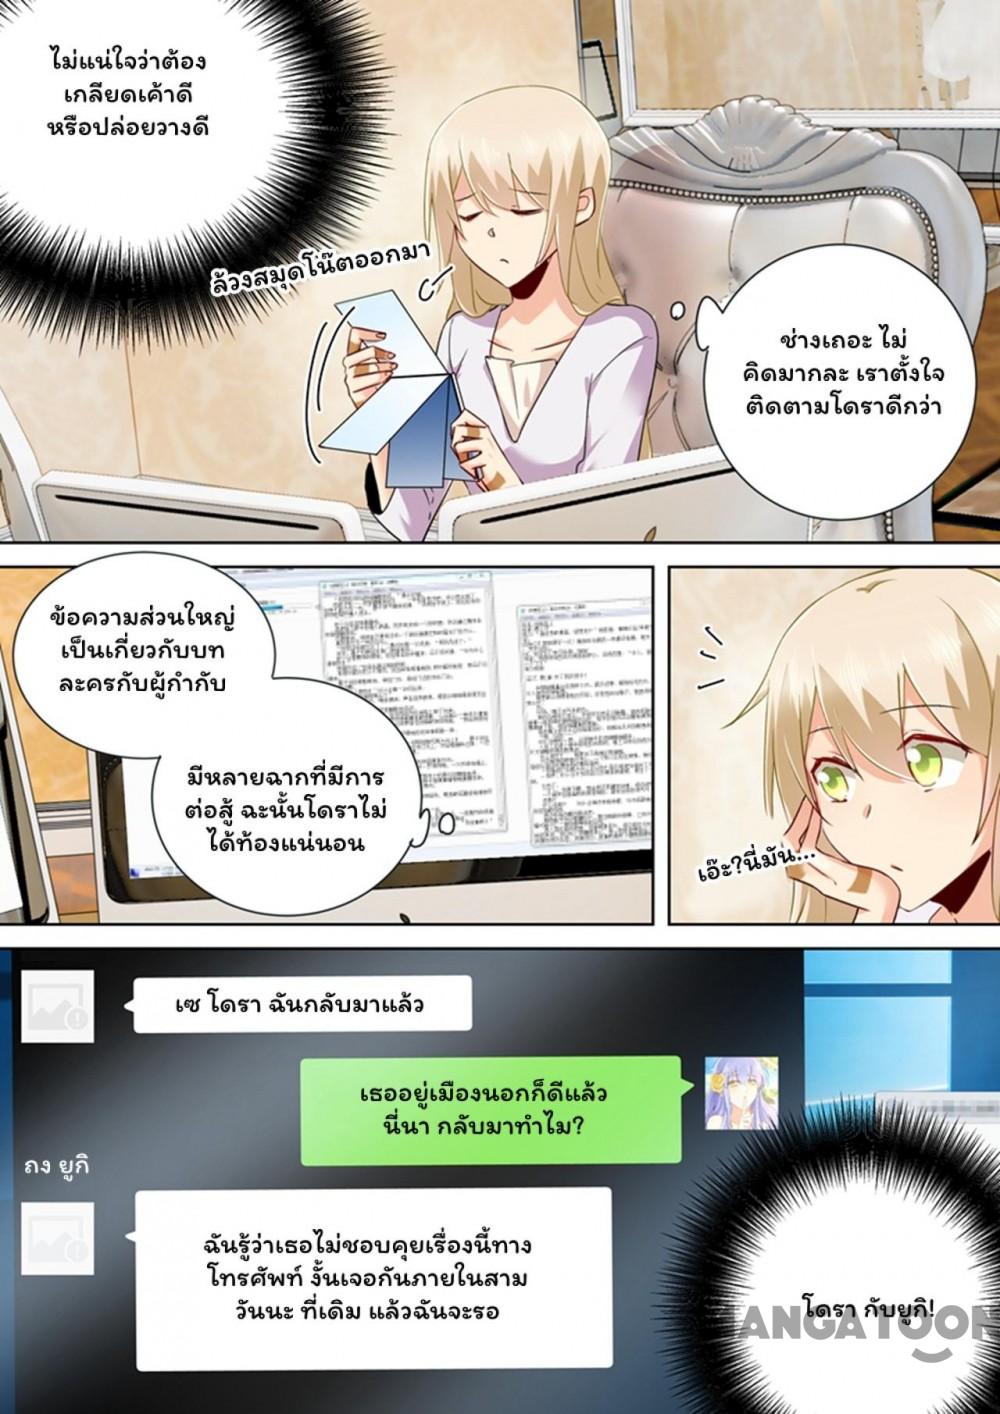 ไม่แน่ใจว่าต้อง
เกลียดเค้าดี
หรือปล่อยวางดี
ล้วงสมุดโน๊ตออกมา
ช่างเถอะ ไม่
คิดมากละ เราตั้งใจ
ติดตามโดราดีกว่า
ข้อความส่วนใหญ่
เป็นเกี่ยวกับบท
ละครกับผู้กำกับ
มีหลายฉากที่มีการ
ต่อสู้ ฉะนั้นโดราไม่
ได้ท้องแน่นอน
เอ๊ะ?นี่มัน...
เซ โดรา ฉันกลับมาแล้ว
เธออยู่เมืองนอกก็ดีแล้ว
นี่นา กลับมาทำไม?
ถง ยูกิ
ฉันรู้ว่าเธอไม่ชอบคุยเรื่องนี้ทาง
โทรศัพท์ งั้นเจอกันภายในสาม
วันนะ ที่เดิม แล้วฉันจะรอ
โดรา กับยูกิ!
MANGATOON